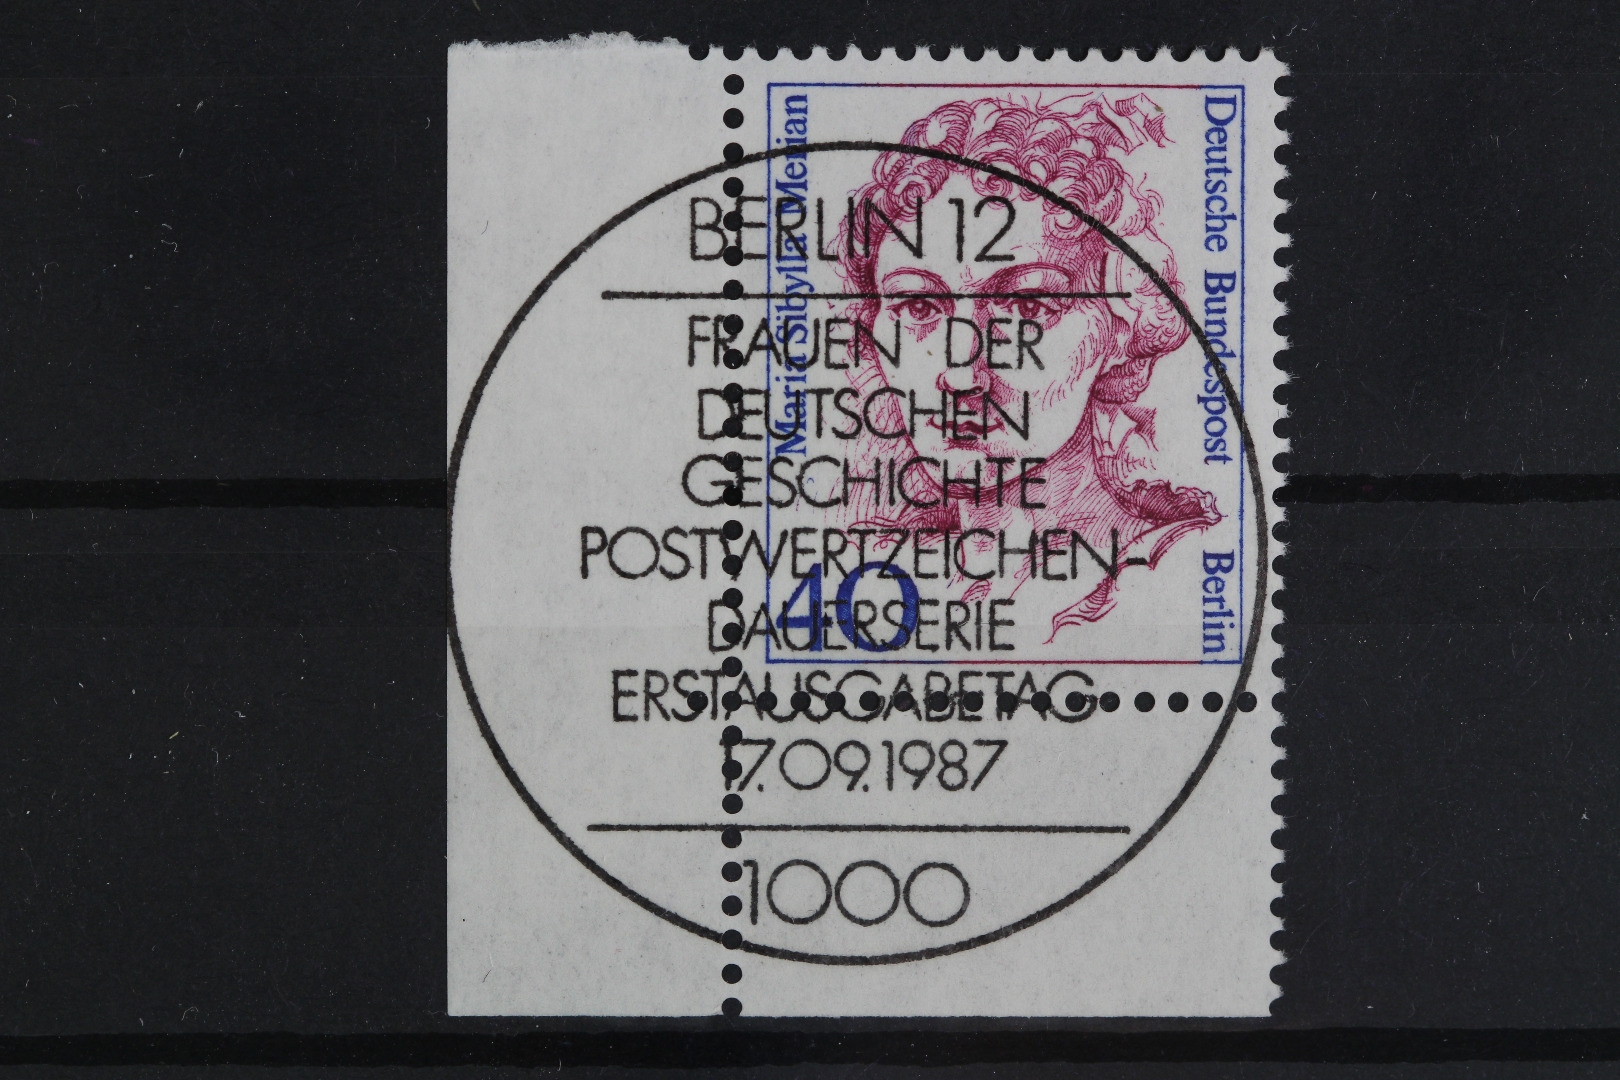 Maria Sibylla Merian
Deutsche Bundespost Berlin
40
BERLIN 12
FRAUEN DER
DEUTSCHEN
GESCHICHTE
POSTWERTZEICHEN-
DAUERSERIE
ERSTAUSGABETAG
17.09.1987
1000